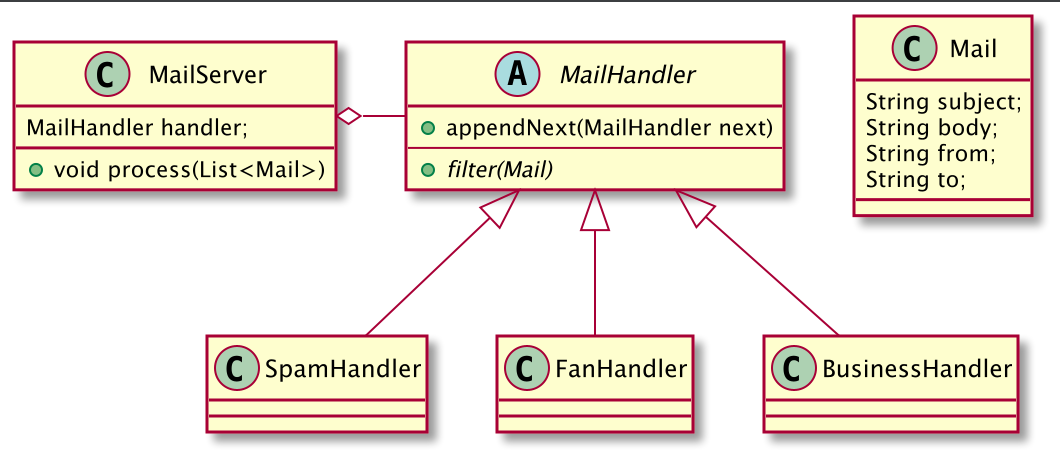 C MailServer
MailHandler handler;
void process(List<Mail>)
A MailHandler
appendNext(MailHandler next)
filter(Mail)
C Mail
String subject;
String body;
String from;
String to;
C SpamHandler
C FanHandler
C BusinessHandler